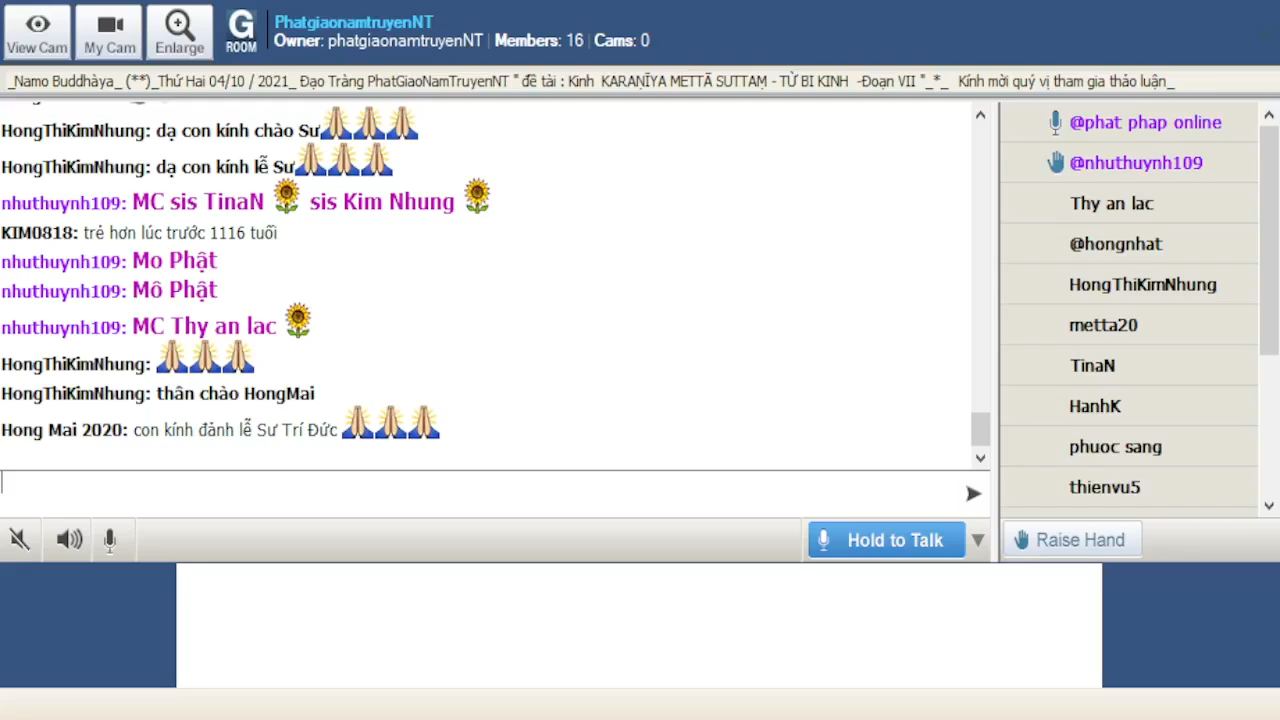 View Cam
My Cam
Enlarge
G
ROOM
PhatgiaonamtruyenNT
Owner: phatgiaonamtruyenNT | Members: 16 | Cams: 0
_Namo Buddhàya_ (**)_Thứ Hai 04/10 / 2021_ Đạo Tràng PhatGiaoNamTruyenNT " đề tài : Kinh KARAṆĪYA METTĀ SUTTAṂ - TỪ BI KINH -Đoạn VII "_*_ Kính mời quý vị tham gia thảo luận_
HongThiKimNhung: dạ con kính chào Sư
HongThiKimNhung: dạ con kính lễ Sư
nhuthuynh109: MC sis TinaN sis Kim Nhung
KIM0818: trẻ hơn lúc trước 1116 tuổi
nhuthuynh109: Mo Phật
nhuthuynh109: Mô Phật
nhuthuynh109: MC Thy an lac
HongThiKimNhung:
HongThiKimNhung: thân chào HongMai
Hong Mai 2020: con kính đảnh lễ Sư Trí Đức
@phat phap online
@nhuthuynh109
Thy an lac
@hongnhat
HongThiKimNhung
metta20
TinaN
HanhK
phuoc sang
thienvu5
Hold to Talk
Raise Hand